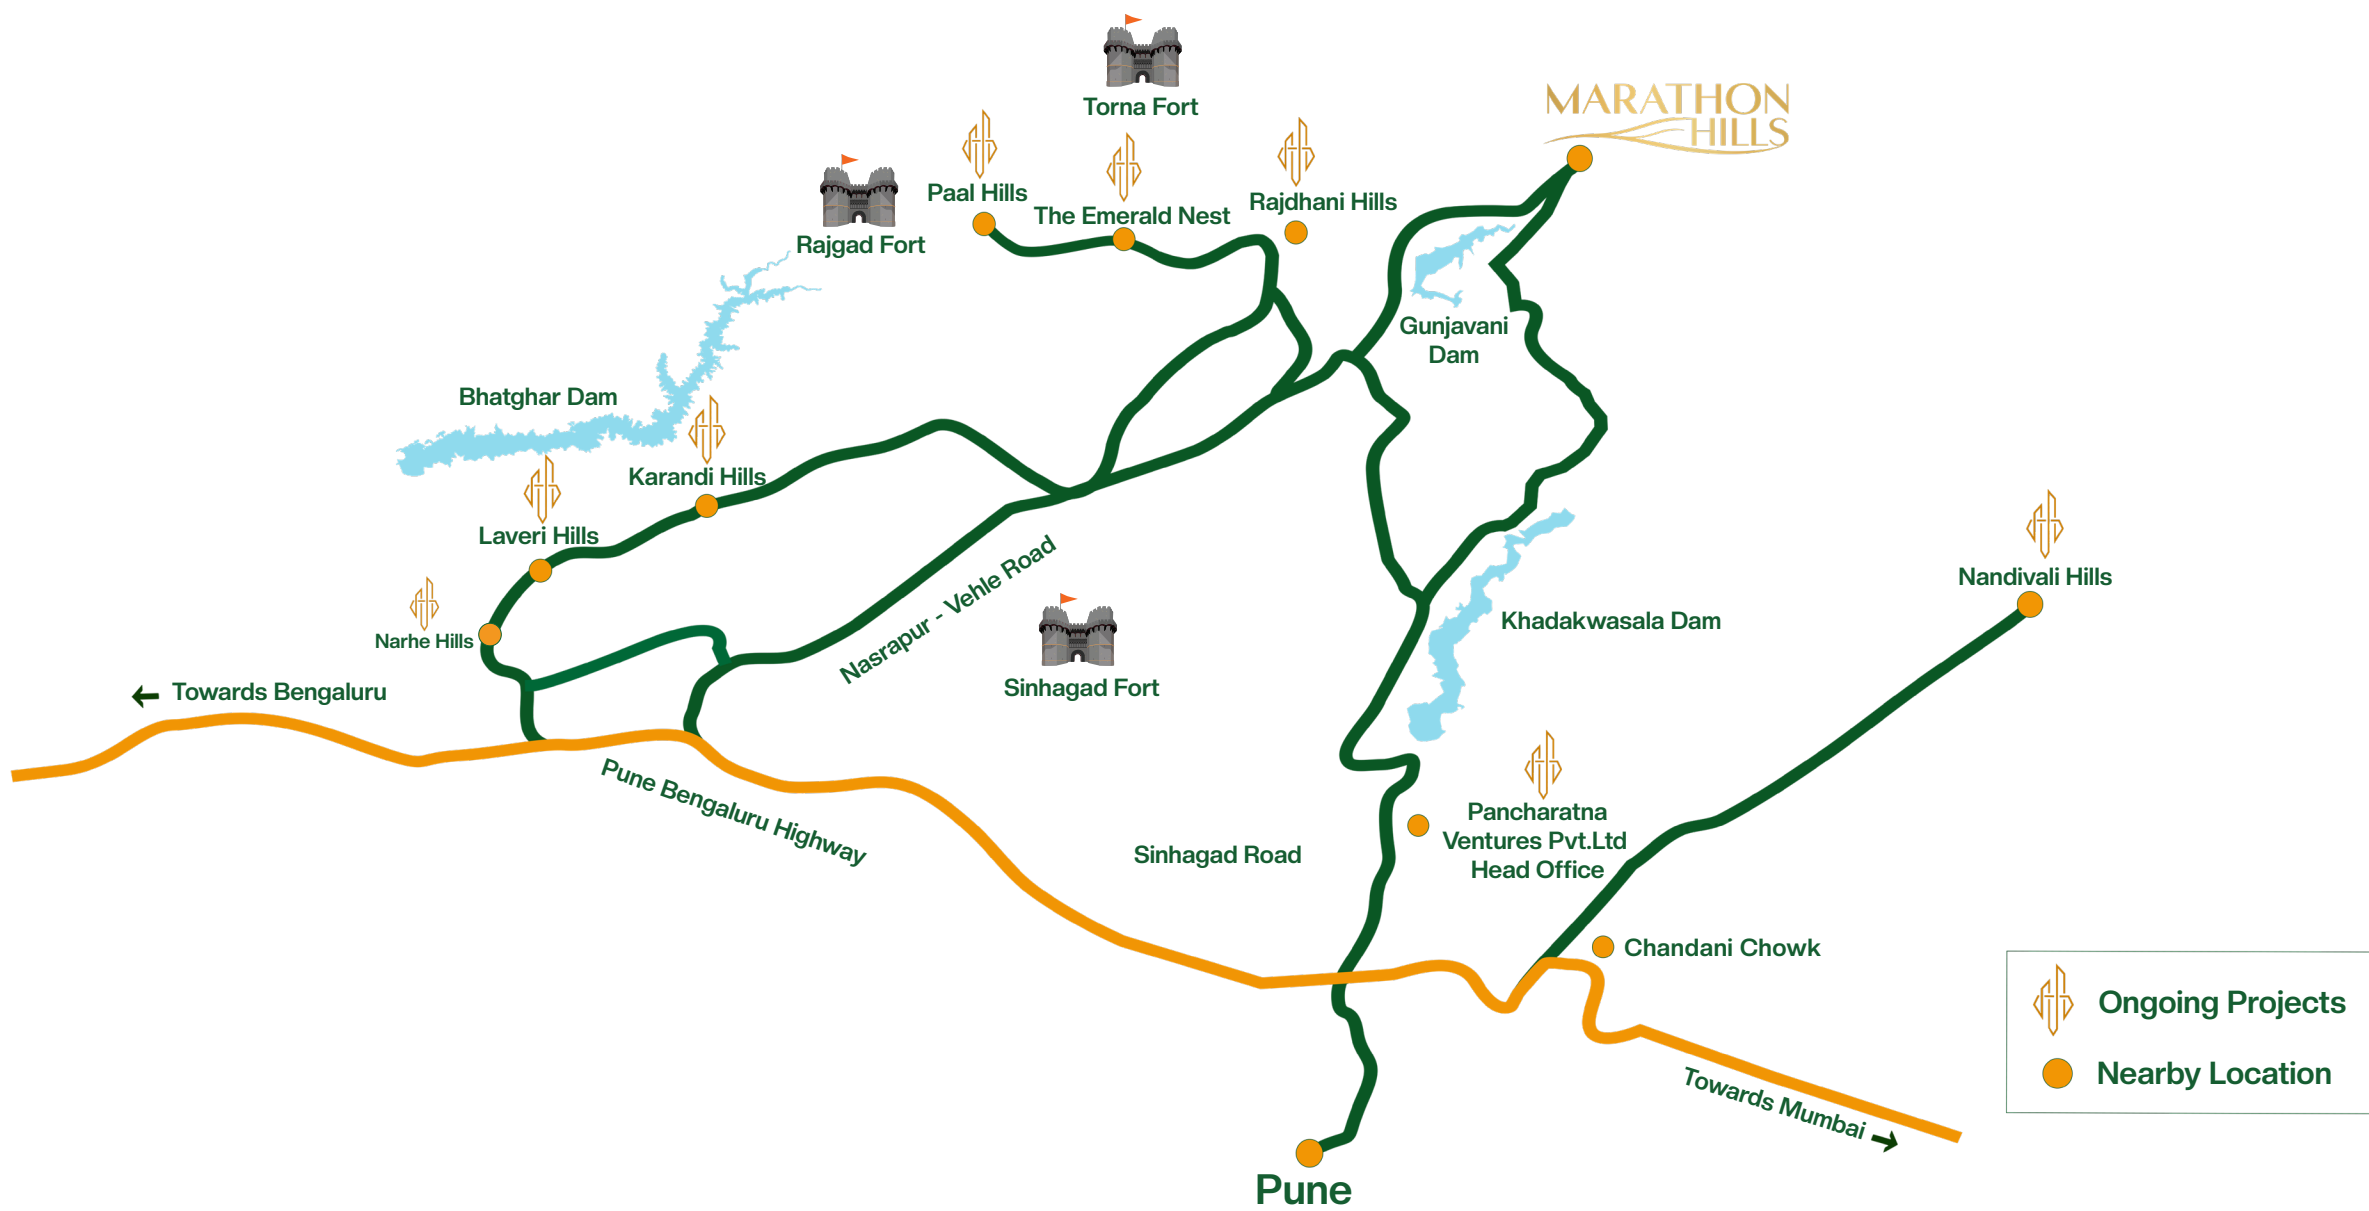 Torna Fort
MARATHON
HILLS
Paal Hills
The Emerald Nest
Rajdhani Hills
Rajgad Fort
Gunjavani
Dam
Bhatghar Dam
Karandi Hills
Laveri Hills
Nasrapur - Vehle Road
Nandivali Hills
Khadakwasala Dam
Narhe Hills
Sinhagad Fort
Towards Bengaluru
Pune Bengaluru Highway
Pancharatna
Ventures Pvt.Ltd
Head Office
Sinhagad Road
Chandani Chowk
Ongoing Projects
Nearby Location
Towards Mumbai
Pune